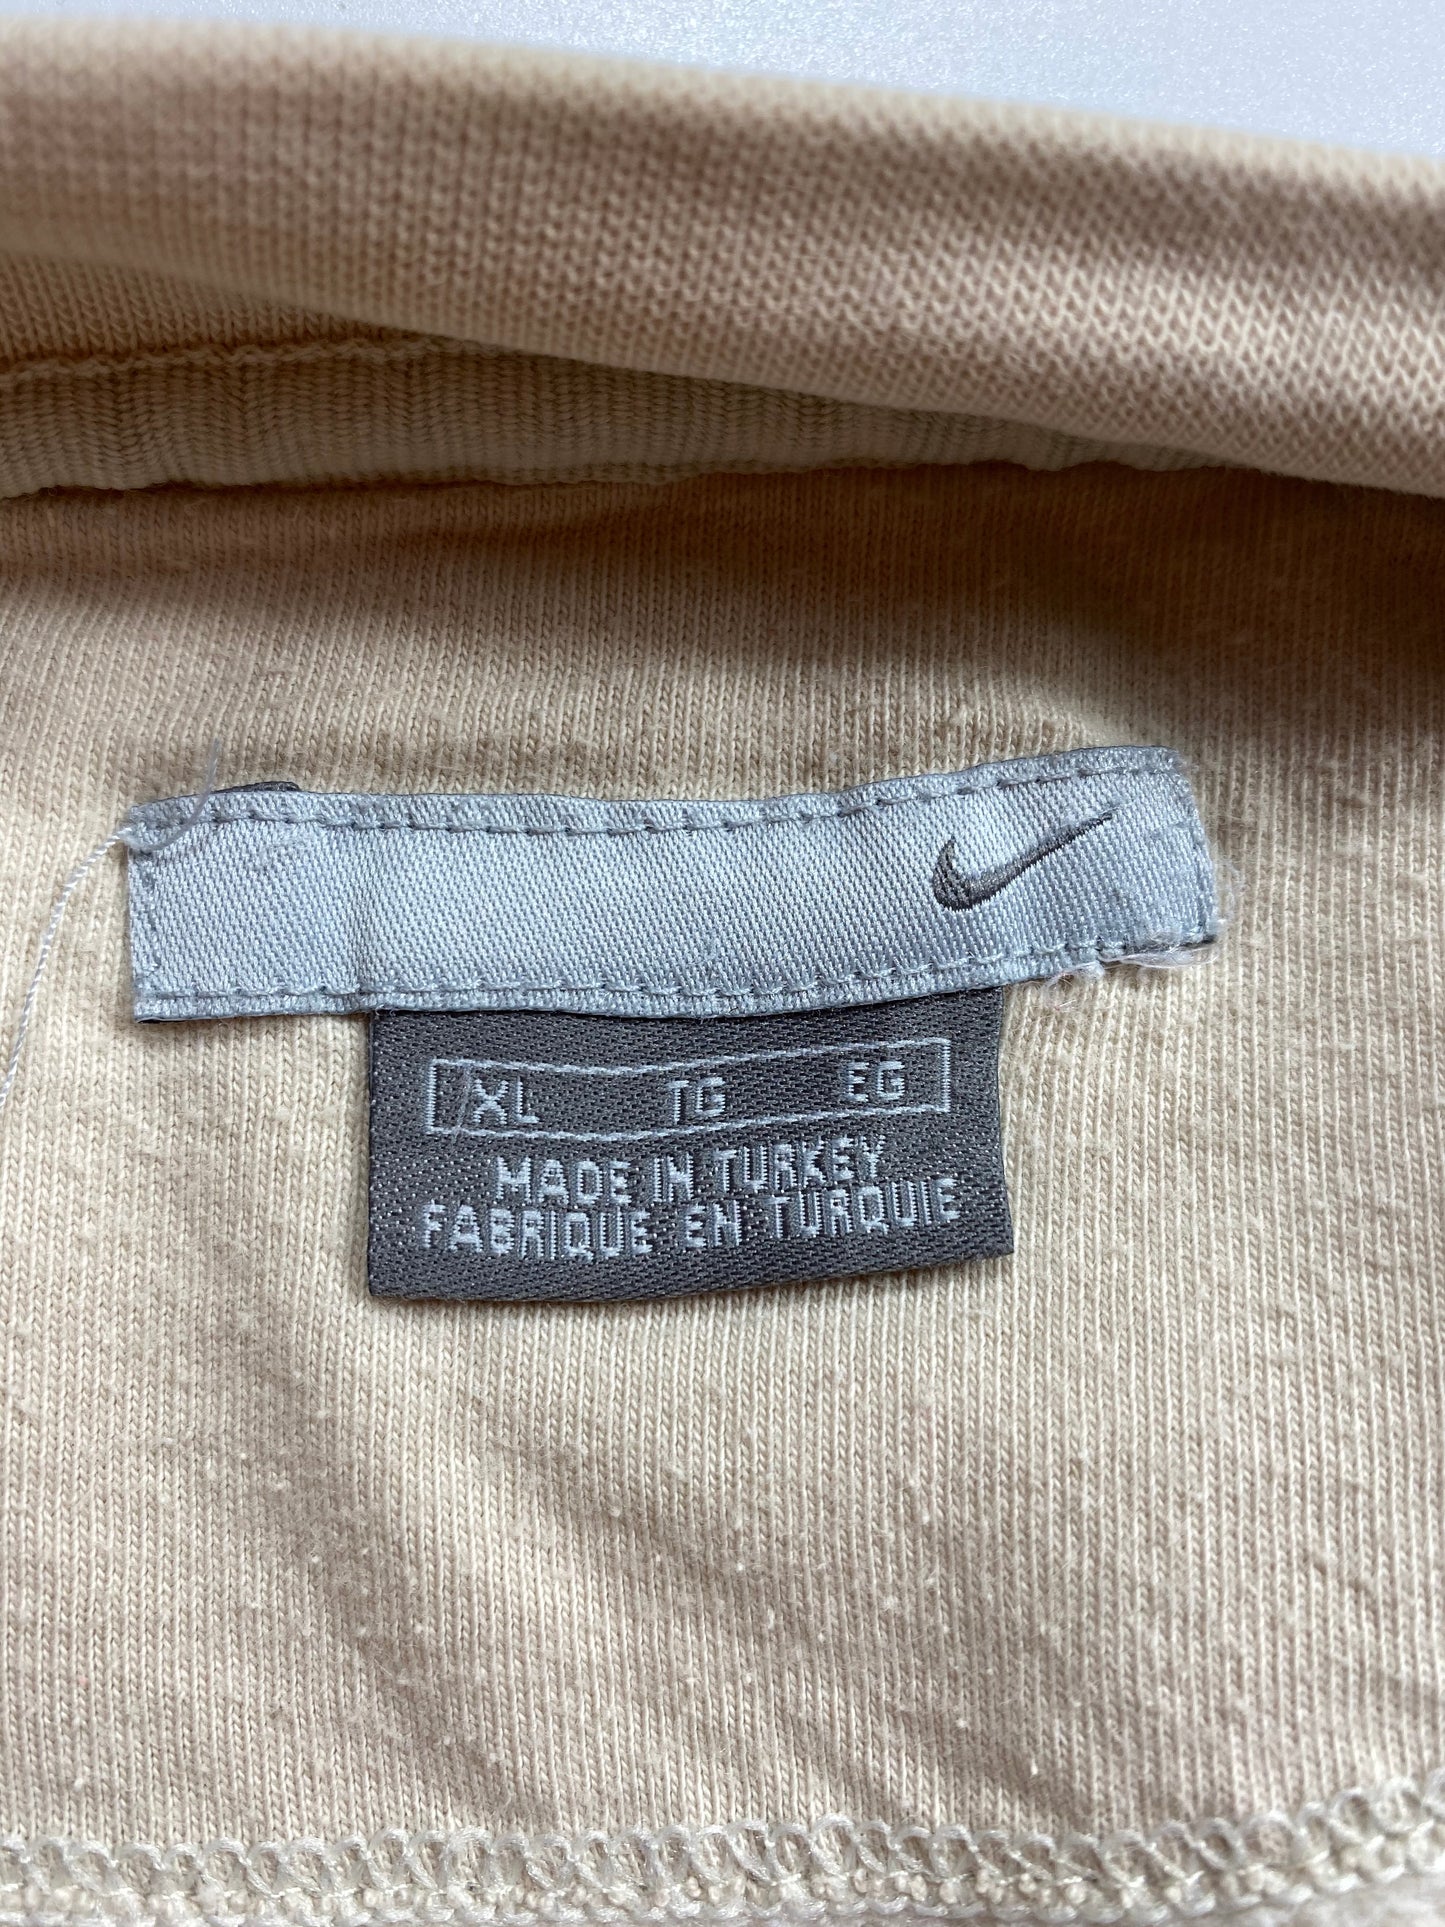 XL TG EG
MADE IN TURKEY
FABRIQUE EN TURQUIE